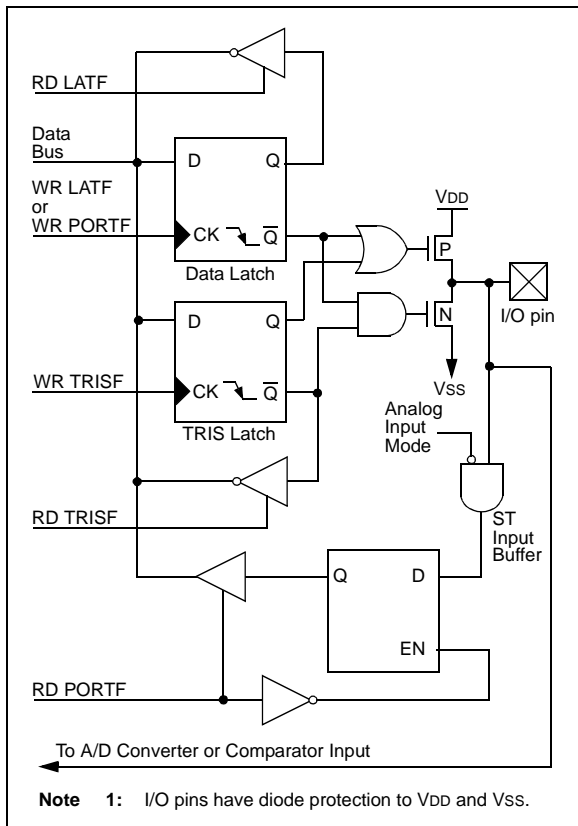 RD LATF
Data
Bus
D Q
WR LATF
or
WR PORTF
CK Q
Data Latch
VDD
P
N
I/O pin
D Q
WR TRISF
CK Q
TRIS Latch
VSS
Analog
Input
Mode
RD TRISF
ST
Input
Buffer
Q D
EN
RD PORTF
To A/D Converter or Comparator Input
Note 1: I/O pins have diode protection to VDD and VSS.